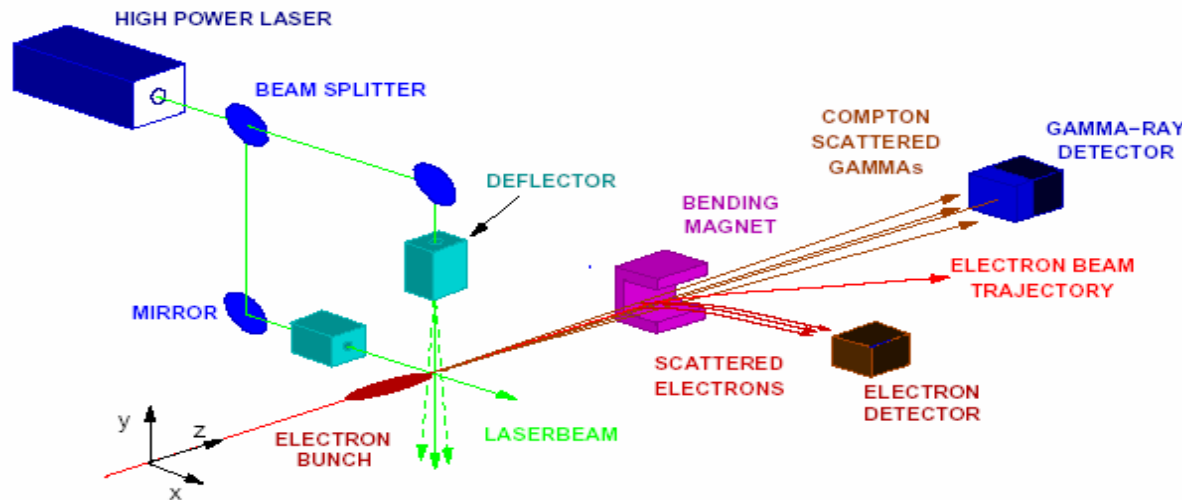 HIGH POWER LASER
BEAM SPLITTER
COMPTON
SCATTERED
GAMMAs
GAMMA-RAY
DETECTOR
DEFLECTOR
BENDING
MAGNET
ELECTRON BEAM
TRAJECTORY
MIRROR
SCATTERED
ELECTRONS
ELECTRON
DETECTOR
LASERBEAM
ELECTRON
BUNCH
y
z
x